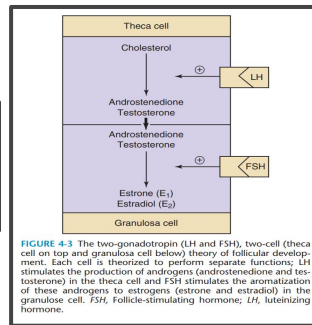 Theca cell
Cholesterol
⊕
LH
Androstenedione
Testosterone
Androstenedione
Testosterone
⊕
FSH
Estrone (E₁)
Estradiol (E₂)
Granulosa cell
FIGURE 4-3 The two-gonadotropin (LH and FSH), two-cell (theca
cell on top and granulosa cell below) theory of follicular develop-
ment. Each cell is theorized to perform separate functions; LH
stimulates the production of androgens (androstenedione and tes-
tosterone) in the theca cell and FSH stimulates the aromatization
of these androgens to estrogens (estrone and estradiol) in the
granulose cell. FSH, Follicle-stimulating hormone; LH, luteinizing
hormone.